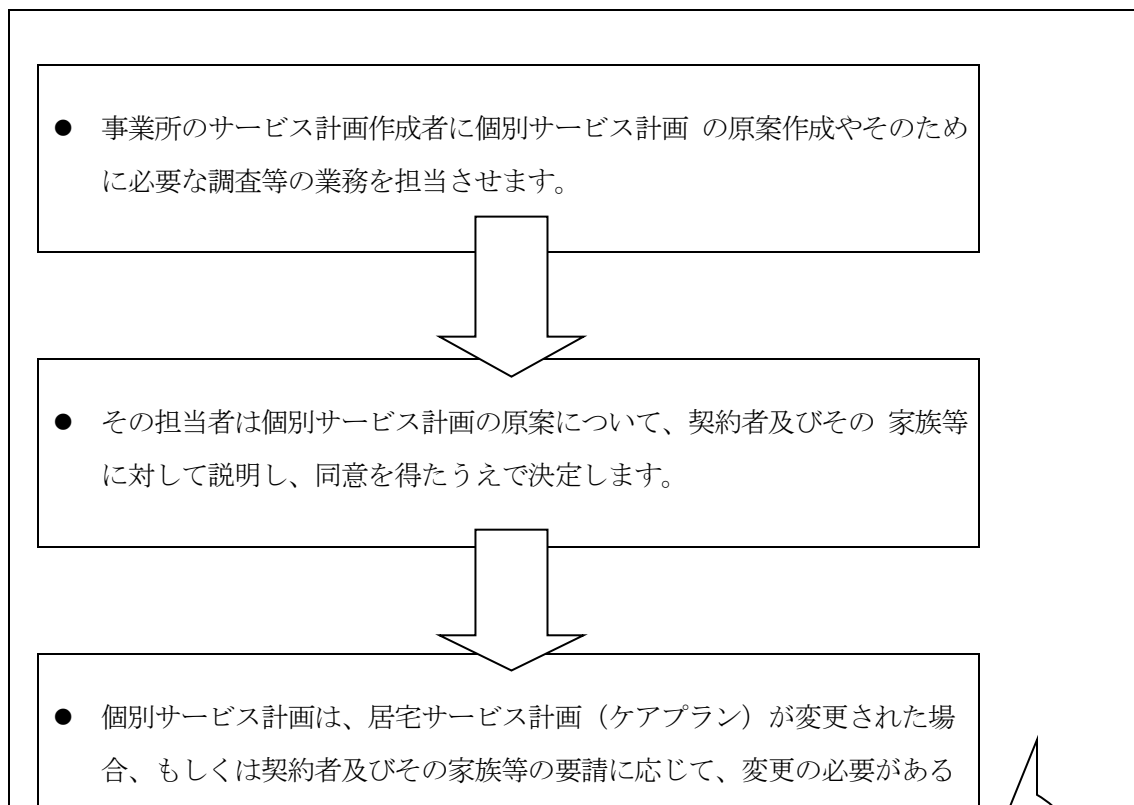 ● 事業所のサービス計画作成者に個別サービス計画 の原案作成やそのため
に必要な調査等の業務を担当させます。
● その担当者は個別サービス計画の原案について、契約者及びその 家族等
に対して説明し、同意を得たうえで決定します。
● 個別サービス計画は、居宅サービス計画（ケアプラン）が変更された場
合、もしくは契約者及びその家族等の要請に応じて、変更の必要がある